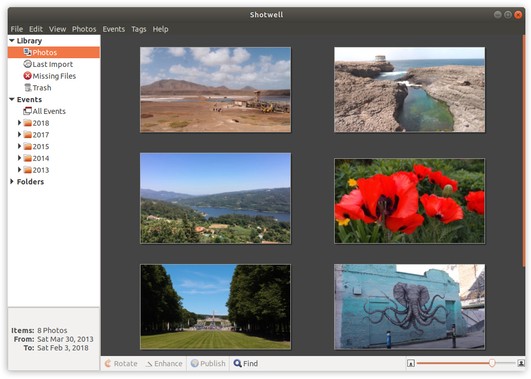 Shotwell
File Edit View Photos Events Tags Help
Library
Photos
Last Import
Missing Files
Trash
Events
All Events
2018
2017
2015
2014
2013
Folders
Items: 8 Photos
From: Sat Mar 30, 2013
To: Sat Feb 3, 2018
Rotate Enhance Publish Find